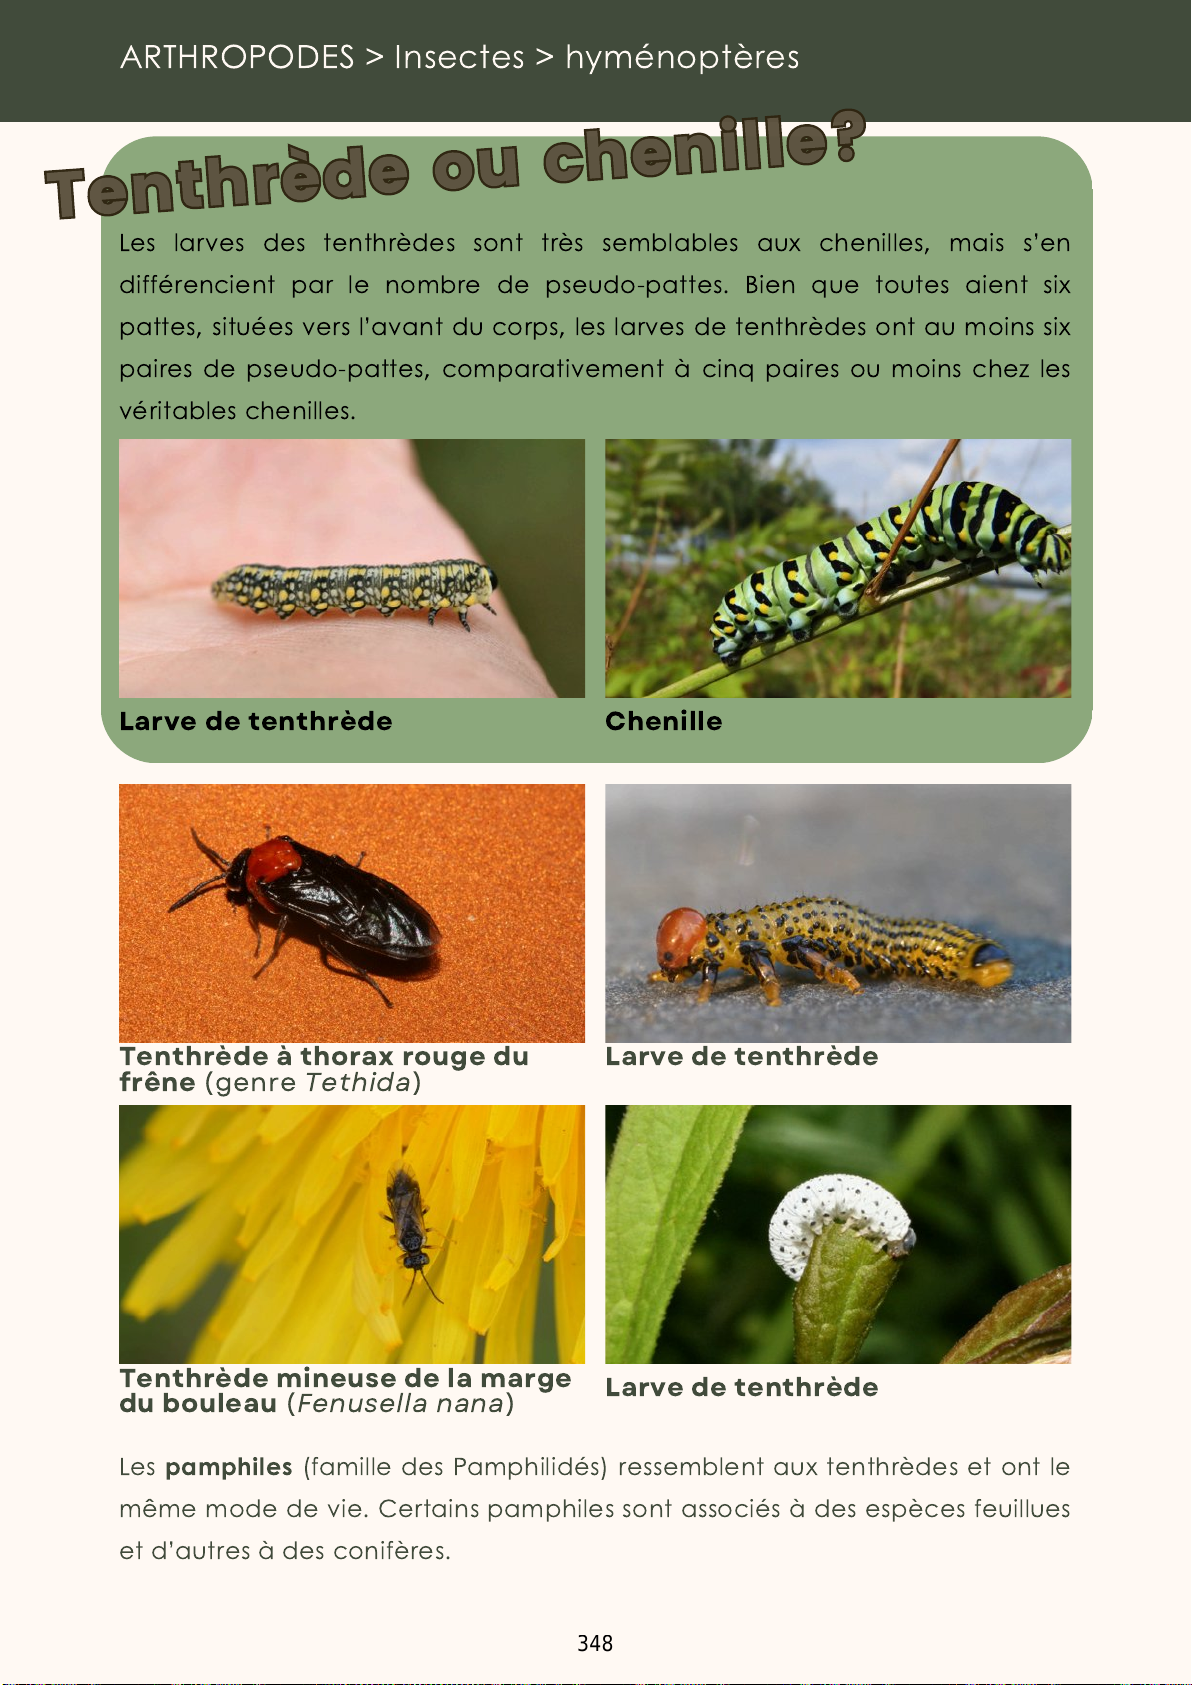 ARTHROPODES > Insectes > hyménoptères
Tenthrède ou chenille?
Les larves des tenthrèdes sont très semblables aux chenilles, mais s’en
différencient par le nombre de pseudo-pattes. Bien que toutes aient six
pattes, situées vers l’avant du corps, les larves de tenthrèdes ont au moins six
paires de pseudo-pattes, comparativement à cinq paires ou moins chez les
véritables chenilles.
Larve de tenthrède
Chenille
Tenthrède à thorax rouge du
frêne (genre Tethida)
Larve de tenthrède
Tenthrède mineuse de la marge
du bouleau (Fenusella nana)
Larve de tenthrède
Les pamphiles (famille des Pamphilidés) ressemblent aux tenthrèdes et ont le
même mode de vie. Certains pamphiles sont associés à des espèces feuillues
et d’autres à des conifères.
348